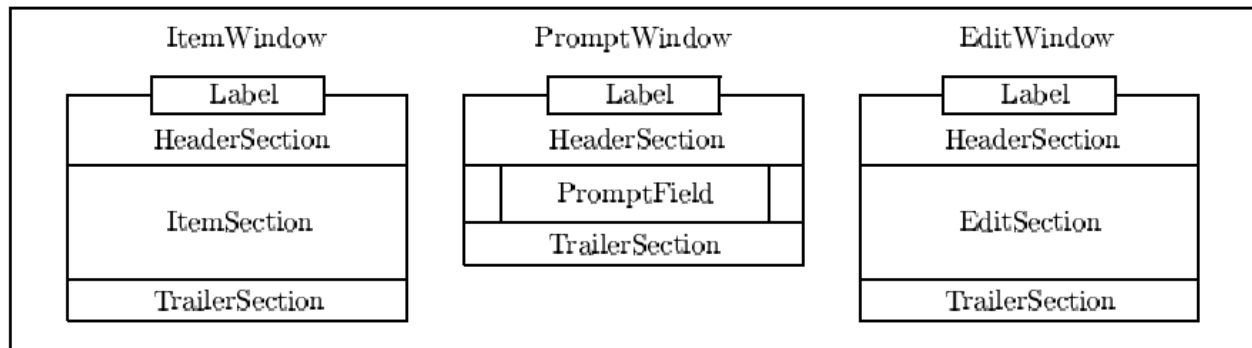 ItemWindow
Label
HeaderSection
ItemSection
TrailerSection
PromptWindow
Label
HeaderSection
PromptField
TrailerSection
EditWindow
Label
HeaderSection
EditSection
TrailerSection